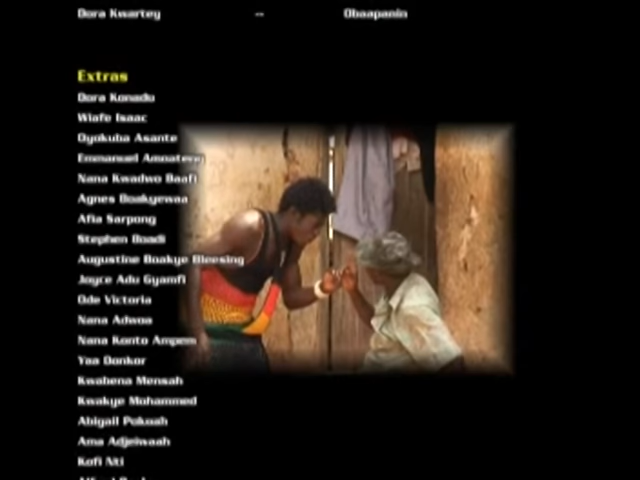 Dora Kwartey -- Obaapanin
Extras
Dora Konadu
Wiafe Isaac
Oyokuba Asante
Emmanuel
Nana Kwadwo Baafi
Agnes Boakyewaa
Afia Sarpong
Stephen Boadi
Augustine Boakye Blessing
Joyce Adu Gyamfi
Ode Victoria
Nana Adwoa
Nana Konto Ampem
Yaa Donkor
Kwabena Mensah
Kwakye Mohammed
Abigail Pokuah
Ama Adjeiwaah
Kofi Nti